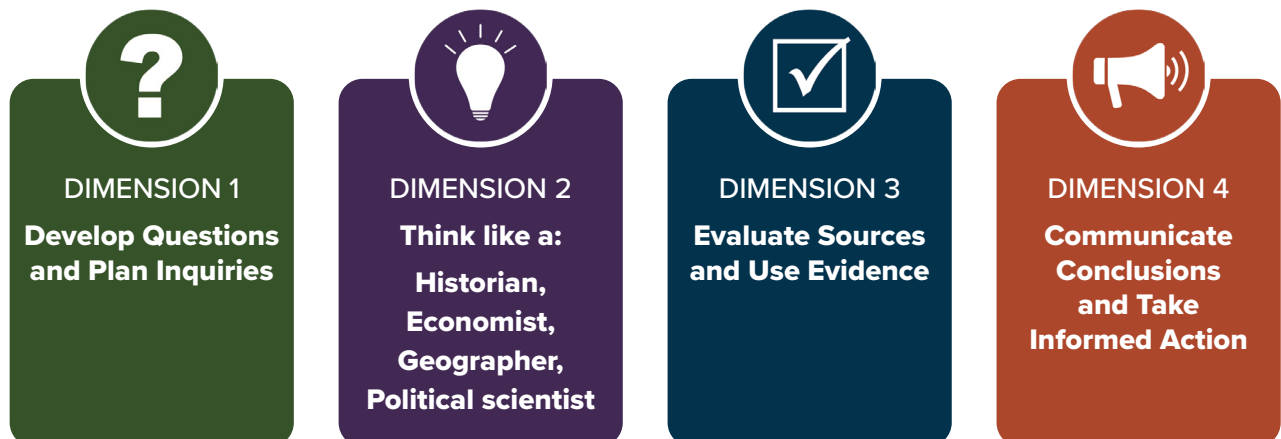 ?
DIMENSION 1
Develop Questions
and Plan Inquiries
DIMENSION 2
Think like a:
Historian,
Economist,
Geographer,
Political scientist
DIMENSION 3
Evaluate Sources
and Use Evidence
DIMENSION 4
Communicate
Conclusions
and Take
Informed Action